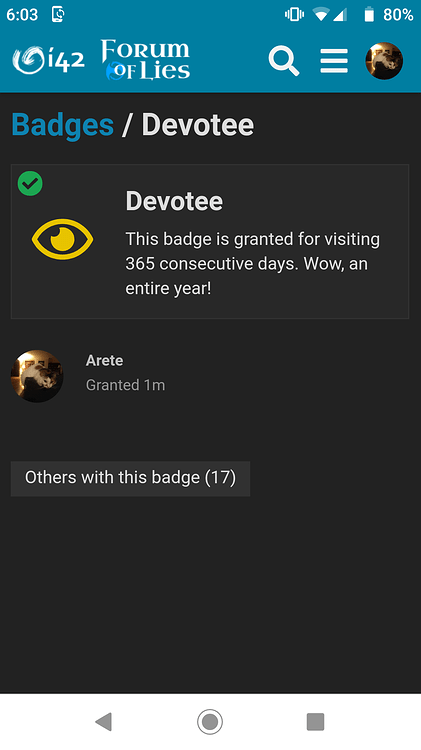 6:03 80%
i42 Forum of Lies
Badges / Devotee
Devotee
This badge is granted for visiting
365 consecutive days. Wow, an
entire year!
Arete
Granted 1m
Others with this badge (17)